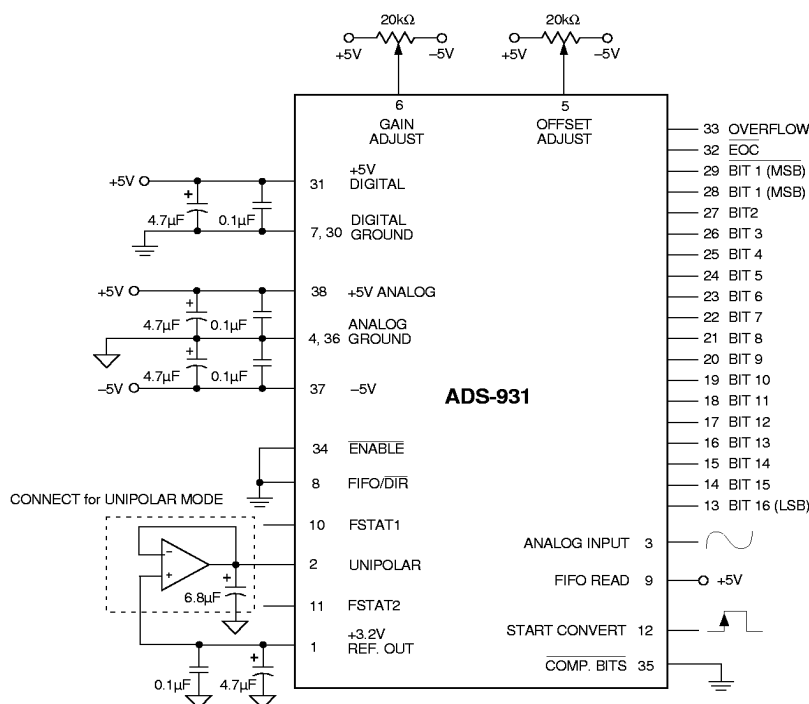 20kΩ
+5V
−5V
20kΩ
+5V
−5V
6
GAIN
ADJUST
5
OFFSET
ADJUST
+5V
4.7µF
0.1µF
31
+5V
DIGITAL
7, 30
DIGITAL
GROUND
+5V
4.7µF
0.1µF
38
+5V ANALOG
4, 36
ANALOG
GROUND
4.7µF
0.1µF
−5V
37
−5V
ADS-931
34
ENABLE
8
FIFO/DIR
CONNECT for UNIPOLAR MODE
10
FSTAT1
−
+
2
UNIPOLAR
6.8µF
11
FSTAT2
1
+3.2V
REF. OUT
0.1µF
4.7µF
33 OVERFLOW
32 EOC
29 BIT 1 (MSB)
28 BIT 1 (MSB)
27 BIT2
26 BIT 3
25 BIT 4
24 BIT 5
23 BIT 6
22 BIT 7
21 BIT 8
20 BIT 9
19 BIT 10
18 BIT 11
17 BIT 12
16 BIT 13
15 BIT 14
14 BIT 15
13 BIT 16 (LSB)
ANALOG INPUT 3
FIFO READ 9
+5V
START CONVERT 12
COMP. BITS 35